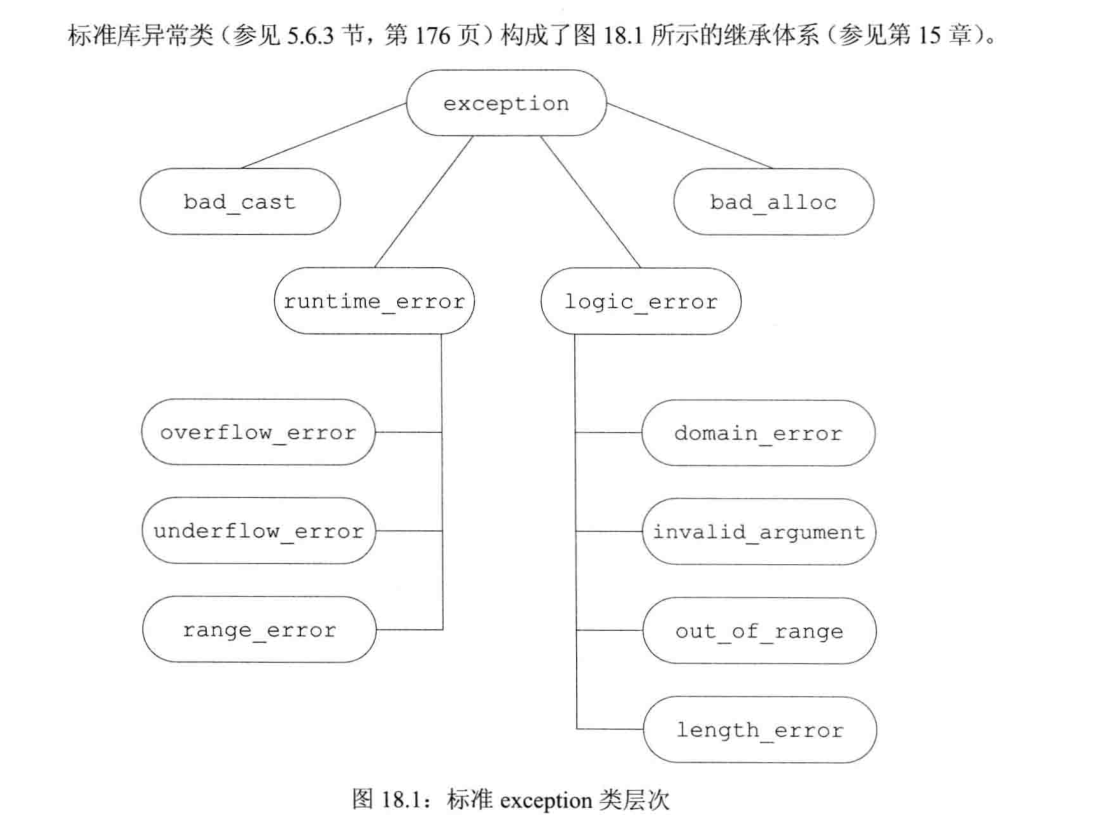 标准库异常类（参见 5.6.3 节，第 176 页）构成了图 18.1 所示的继承体系（参见第 15 章）。
exception
bad_cast
bad_alloc
runtime_error
logic_error
overflow_error
domain_error
underflow_error
invalid_argument
range_error
out_of_range
length_error
图 18.1：标准 exception 类层次